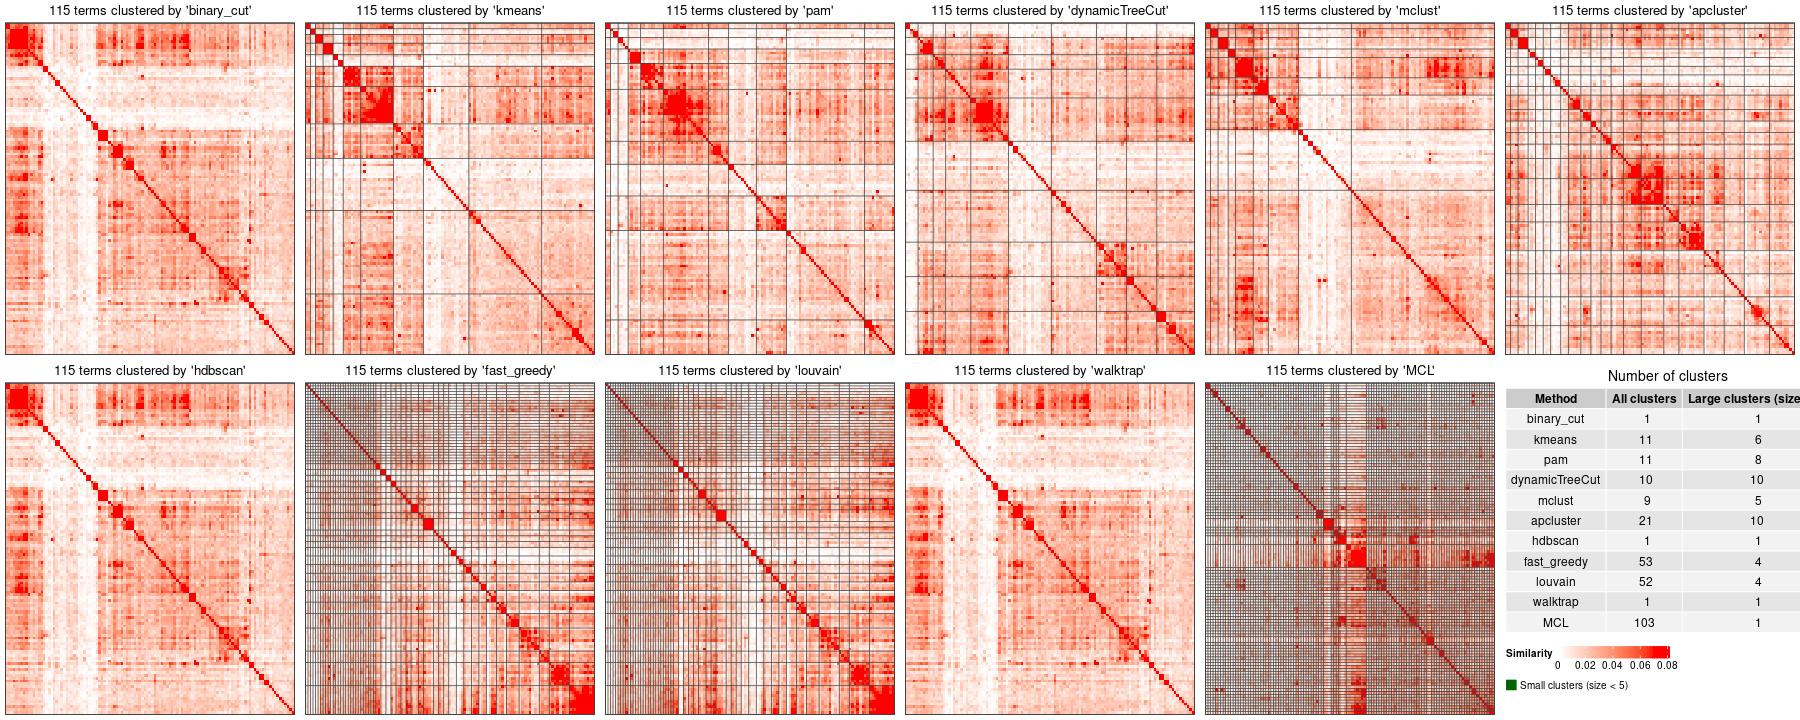 115 terms clustered by 'binary_cut'
115 terms clustered by 'kmeans'
115 terms clustered by 'pam'
115 terms clustered by 'dynamicTreeCut'
115 terms clustered by 'mclust'
115 terms clustered by 'apcluster'
115 terms clustered by 'hdbscan'
115 terms clustered by 'fast_greedy'
115 terms clustered by 'louvain'
115 terms clustered by 'walktrap'
115 terms clustered by 'MCL'
Number of clusters
Method All clusters Large clusters (size
binary_cut 1 1
kmeans 11 6
pam 11 8
dynamicTreeCut 10 10
mclust 9 5
apcluster 21 10
hdbscan 1 1
fast_greedy 53 4
louvain 52 4
walktrap 1 1
MCL 103 1
Similarity
0 0.02 0.04 0.06 0.08
Small clusters (size < 5)